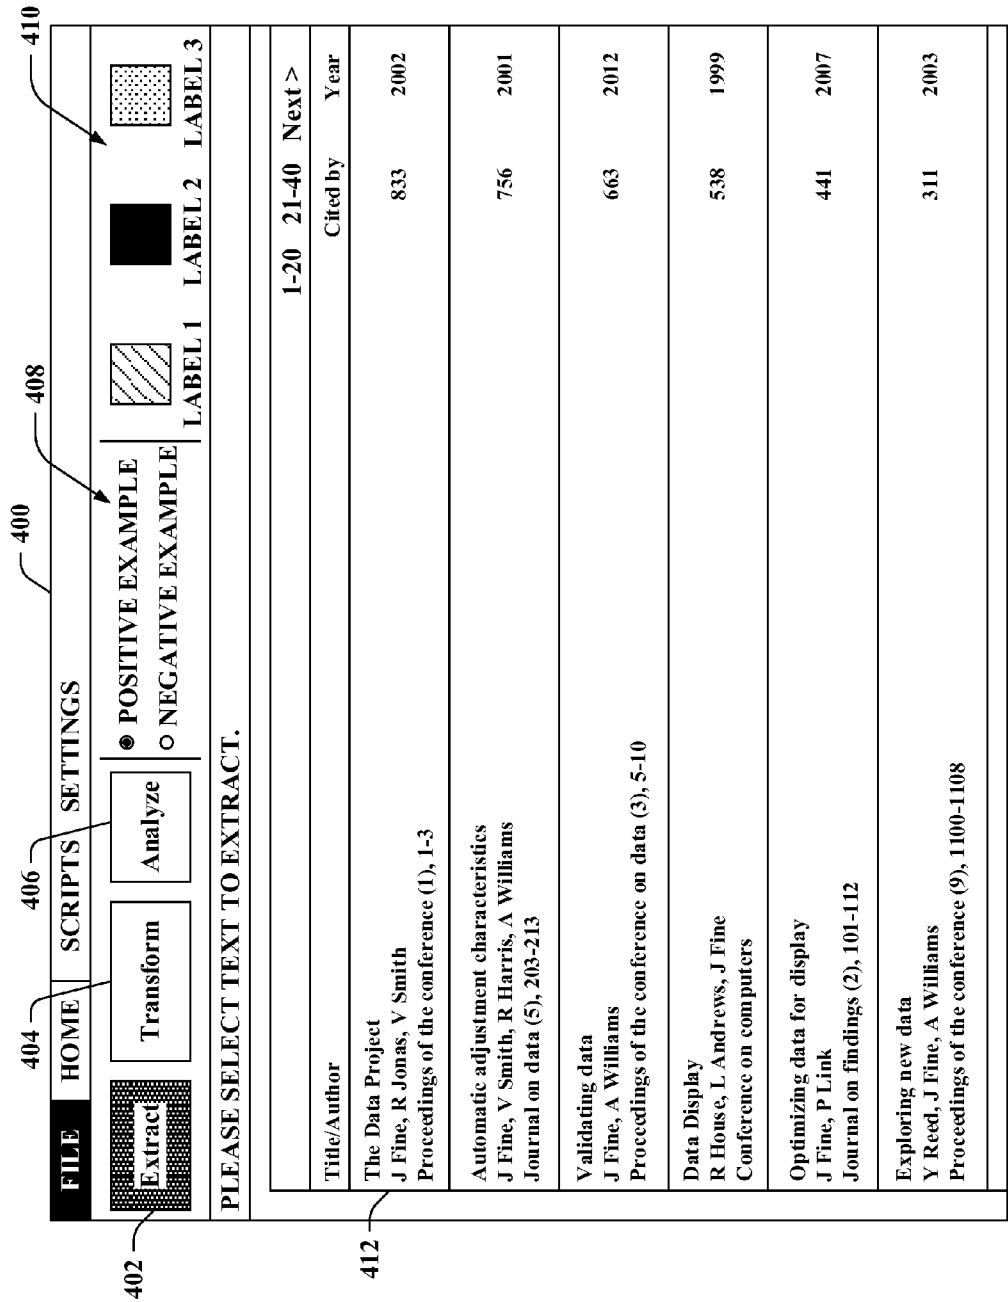 400
410
404
406
408
FILE HOME SCRIPTS SETTINGS
402
Extract Transform Analyze
POSITIVE EXAMPLE
NEGATIVE EXAMPLE
LABEL 1 LABEL 2 LABEL 3
PLEASE SELECT TEXT TO EXTRACT.
1-20 21-40 Next >
Title/Author Cited by Year
412
The Data Project 833 2002
J Fine, R Jonas, V Smith
Proceedings of the conference (1), 1-3
Automatic adjustment characteristics 756 2001
J Fine, V Smith, R Harris, A Williams
Journal on data (5), 203-213
Validating data 663 2012
J Fine, A Williams
Proceedings of the conference on data (3), 5-10
Data Display 538 1999
R House, L Andrews, J Fine
Conference on computers
Optimizing data for display 441 2007
J Fine, P Link
Journal on findings (2), 101-112
Exploring new data 311 2003
Y Reed, J Fine, A Williams
Proceedings of the conference (9), 1100-1108